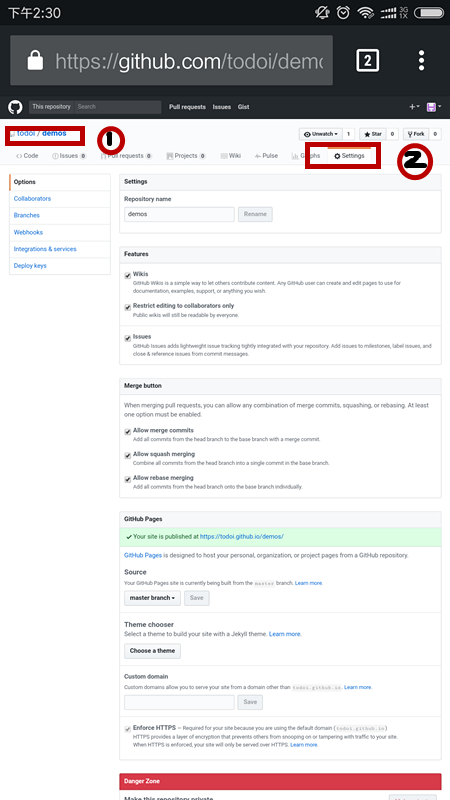 下午2:30
3G
1X
https://github.com/todoi/demo
2
This repository Search Pull requests Issues Gist
todoi / demos
1
Unwatch 1 Star 0 Fork 0
Code Issues 0 Pull requests 0 Projects 0 Wiki Pulse Graphs Settings
2
Options
Collaborators
Branches
Webhooks
Integrations & services
Deploy keys
Settings
Repository name
demos Rename
Features
Wikis
GitHub Wikis is a simple way to let others contribute content. Any GitHub user can create and edit pages to use for
documentation, examples, support, or anything you wish.
Restrict editing to collaborators only
Public wikis will still be readable by everyone.
Issues
GitHub Issues adds lightweight issue tracking tightly integrated with your repository. Add issues to milestones, label issues, and
close & reference issues from commit messages.
Merge button
When merging pull requests, you can allow any combination of merge commits, squashing, or rebasing. At least
one option must be enabled.
Allow merge commits
Add all commits from the head branch to the base branch with a merge commit.
Allow squash merging
Combine all commits from the head branch into a single commit in the base branch.
Allow rebase merging
Add all commits from the head branch onto the base branch individually.
GitHub Pages
Your site is published at https://todoi.github.io/demos/
GitHub Pages is designed to host your personal, organization, or project pages from a GitHub repository.
Source
Your GitHub Pages site is currently being built from the master branch. Learn more.
master branch Save
Theme chooser
Select a theme to build your site with a Jekyll theme. Learn more.
Choose a theme
Custom domain
Custom domains allow you to serve your site from a domain other than todoi.github.io. Learn more.
Save
Enforce HTTPS — Required for your site because you are using the default domain (todoi.github.io)
HTTPS provides a layer of encryption that prevents others from snooping on or tampering with traffic to your site.
When HTTPS is enforced, your site will only be served over HTTPS. Learn more.
Danger Zone
Make this repository private